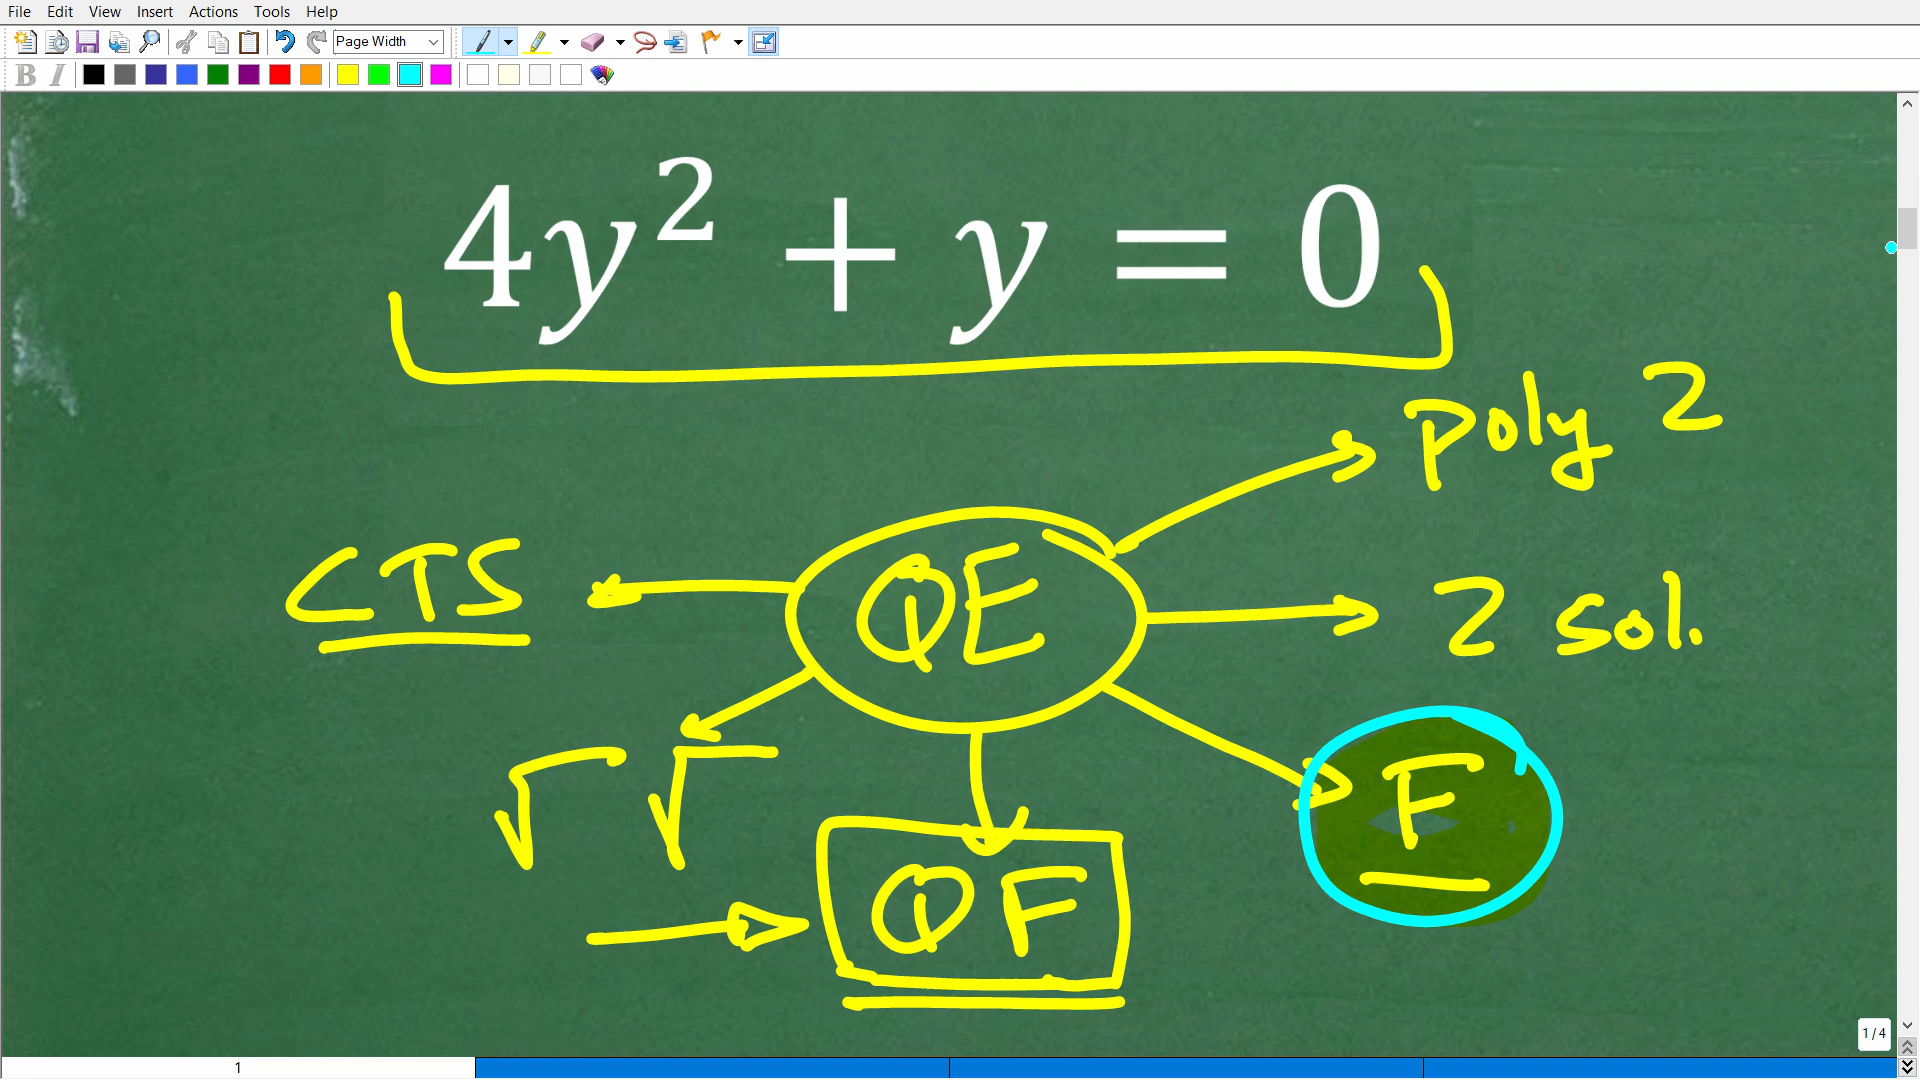 File Edit View Insert Actions Tools Help
Page Width
B I
4y² + y = 0
poly 2
CTS
QE
2 sol.
√ √
F
QF
1 / 4
1